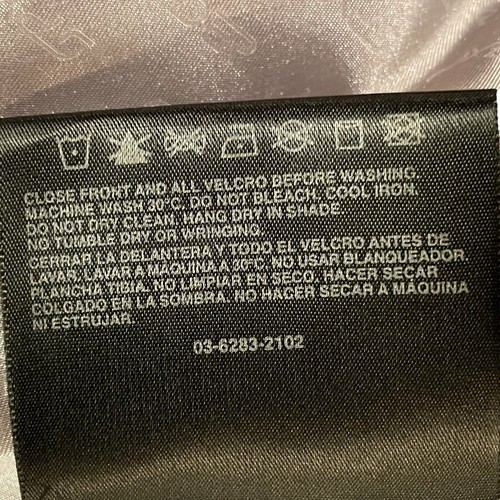 CLOSE FRONT AND ALL VELCRO BEFORE WASHING.
MACHINE WASH 30°C. DO NOT BLEACH. COOL IRON.
DO NOT DRY CLEAN. HANG DRY IN SHADE.
NO TUMBLE DRY OR WRINGING.
CERRAR LA DELANTERA Y TODO EL VELCRO ANTES DE
LAVAR. LAVAR A MAQUINA A 30°C. NO USAR BLANQUEADOR.
PLANCHA TIBIA. NO LIMPIAR EN SECO. HACER SECAR
COLGADO EN LA SOMBRA. NO HACER SECAR A MÁQUINA
NI ESTRUJAR.
03-6283-2102